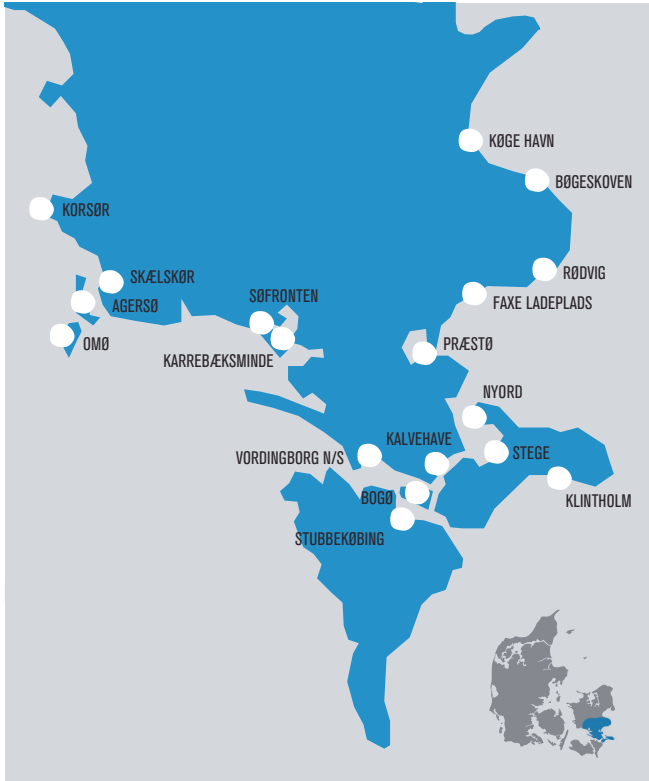 KØGE HAVN
BØGESKOVEN
KORSØR
RØDVIG
SKÆLSKØR
SØFRONTEN
FAXE LADEPLADS
AGERSØ
OMØ
PRÆSTØ
KARREBÆKSMINDE
NYORD
KALVEHAVE
STEGE
VORDINGBORG N/S
BOGØ
KLINTHOLM
STUBBEKØBING